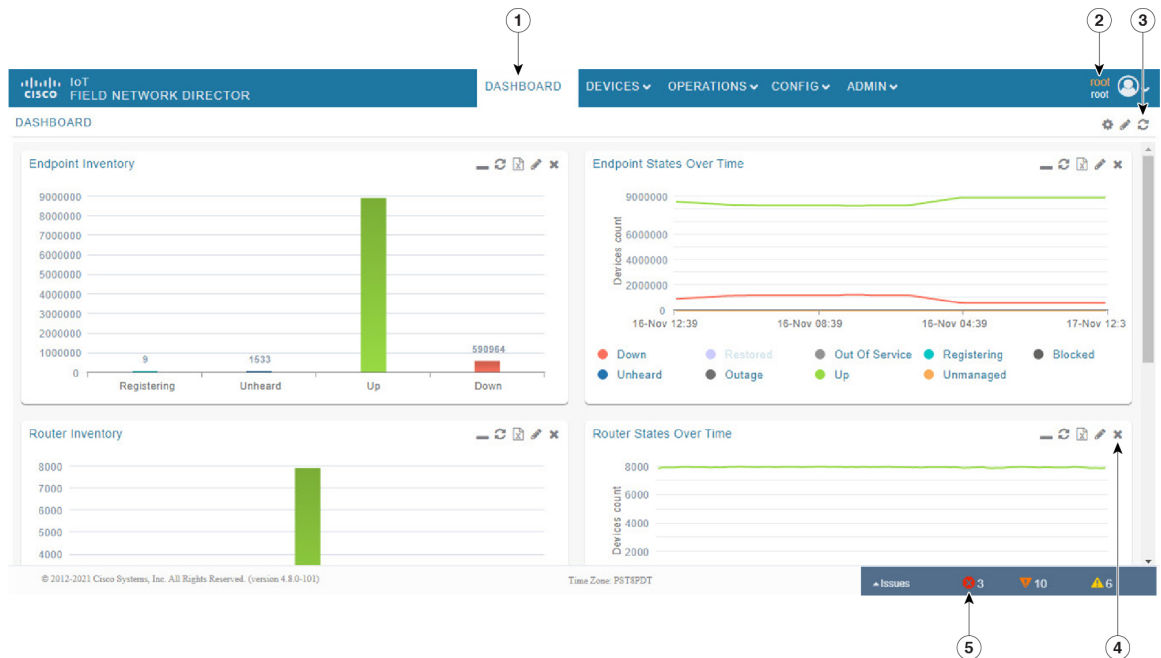 1
2
3
CISCO
IoT
FIELD NETWORK DIRECTOR
DASHBOARD
DEVICES
OPERATIONS
CONFIG
ADMIN
root
root
DASHBOARD
Endpoint Inventory
9000000
8000000
7000000
6000000
5000000
4000000
3000000
2000000
1000000
0
9
1533
590964
Registering
Unheard
Up
Down
Endpoint States Over Time
Devices count
9000000
6000000
4000000
2000000
0
16-Nov 12:39
16-Nov 08:39
16-Nov 04:39
17-Nov 12:3
Down
Restored
Out Of Service
Registering
Blocked
Unheard
Outage
Up
Unmanaged
Router Inventory
8000
7000
6000
5000
4000
Router States Over Time
Devices count
8000
6000
4000
2000
© 2012-2021 Cisco Systems, Inc. All Rights Reserved. (version 4.8.0-101)
Time Zone: PST8PDT
Issues
3
10
6
5
4